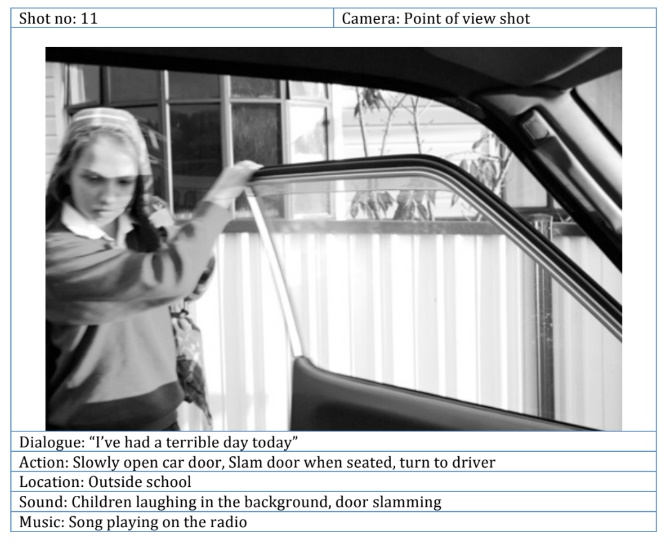 Shot no: 11
Camera: Point of view shot
Dialogue: “I’ve had a terrible day today”
Action: Slowly open car door, Slam door when seated, turn to driver
Location: Outside school
Sound: Children laughing in the background, door slamming
Music: Song playing on the radio